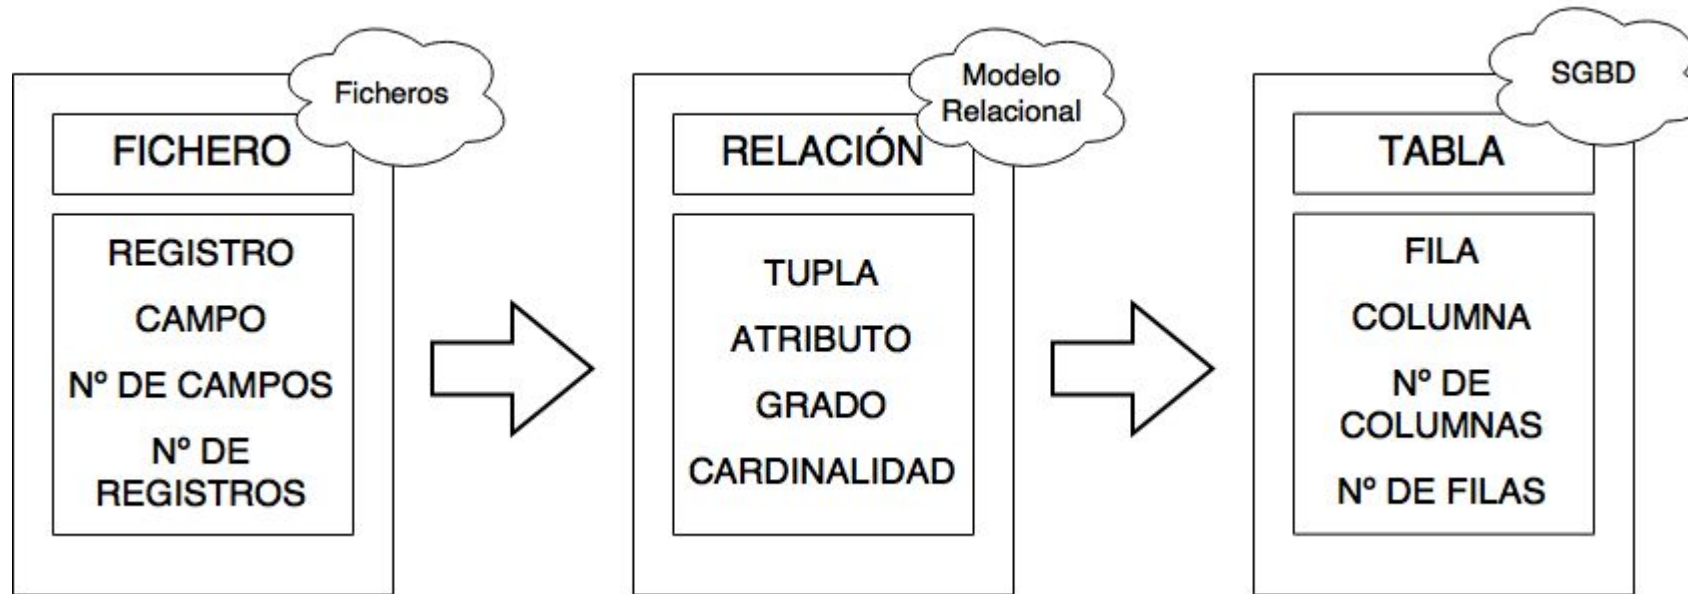 Ficheros
FICHERO
REGISTRO
CAMPO
Nº DE CAMPOS
Nº DE
REGISTROS
Modelo
Relacional
RELACIÓN
TUPLA
ATRIBUTO
GRADO
CARDINALIDAD
SGBD
TABLA
FILA
COLUMNA
Nº DE
COLUMNAS
Nº DE FILAS